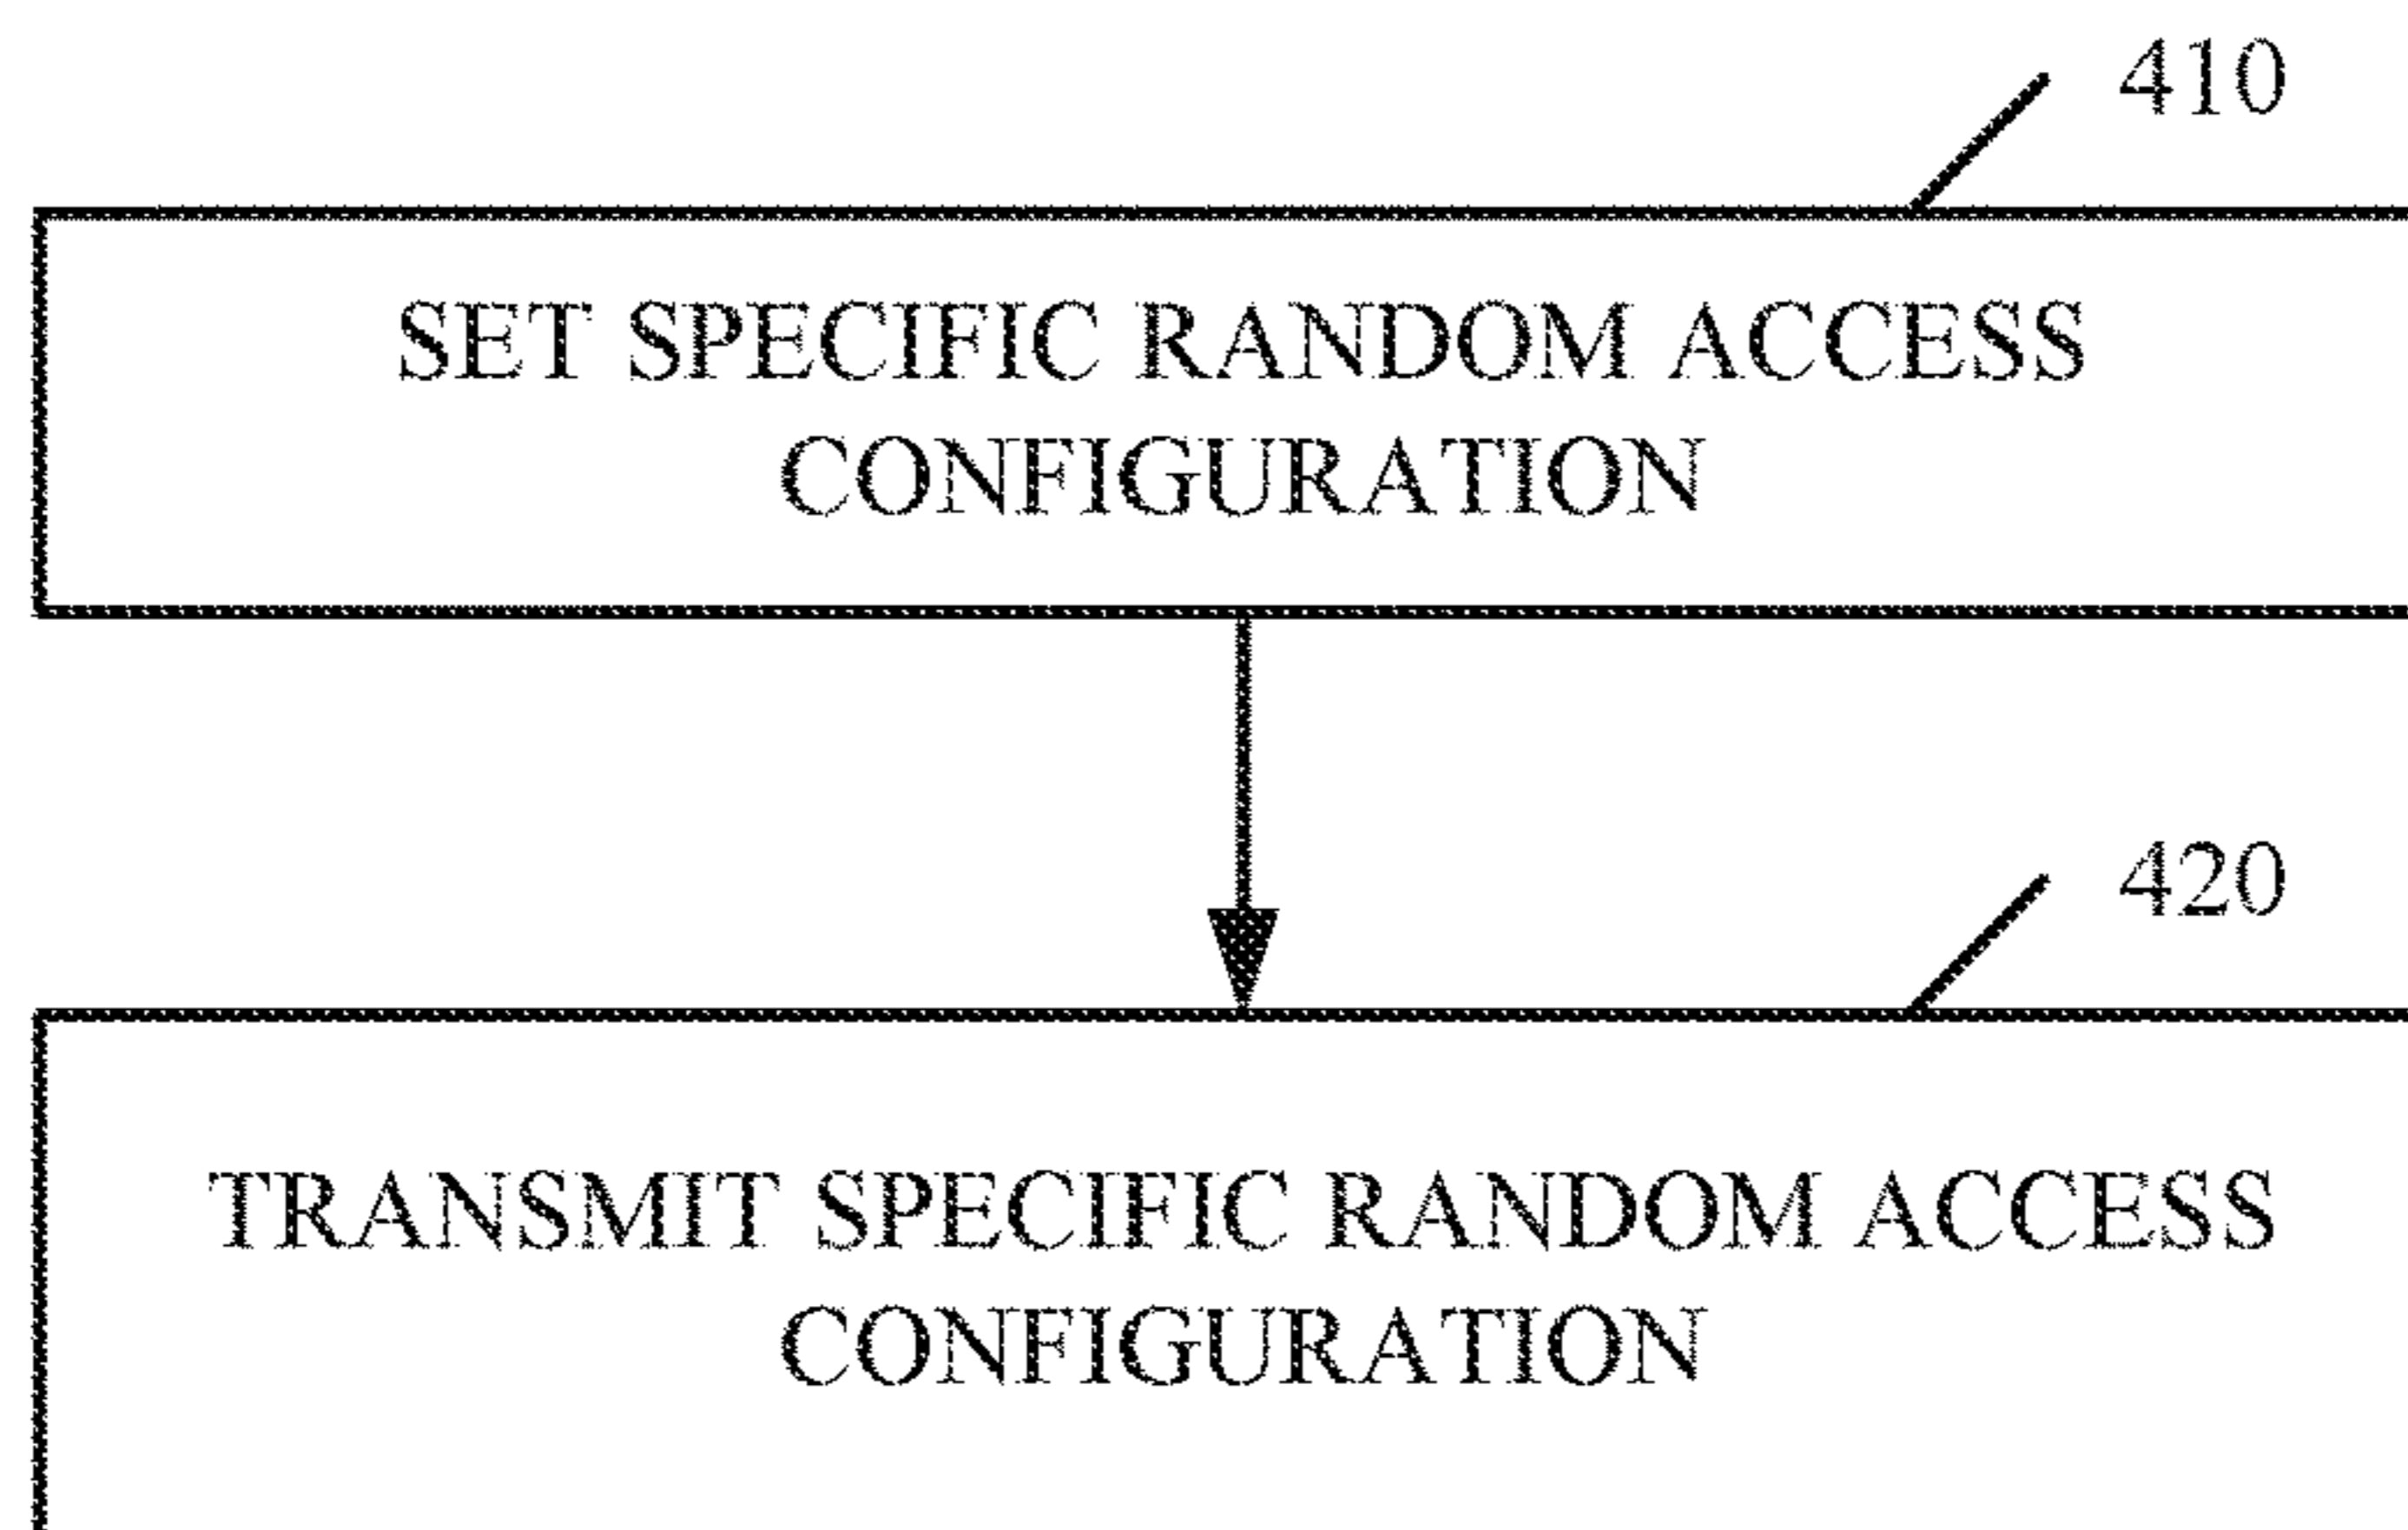 410
SET SPECIFIC RANDOM ACCESS
CONFIGURATION
420
TRANSMIT SPECIFIC RANDOM ACCESS
CONFIGURATION